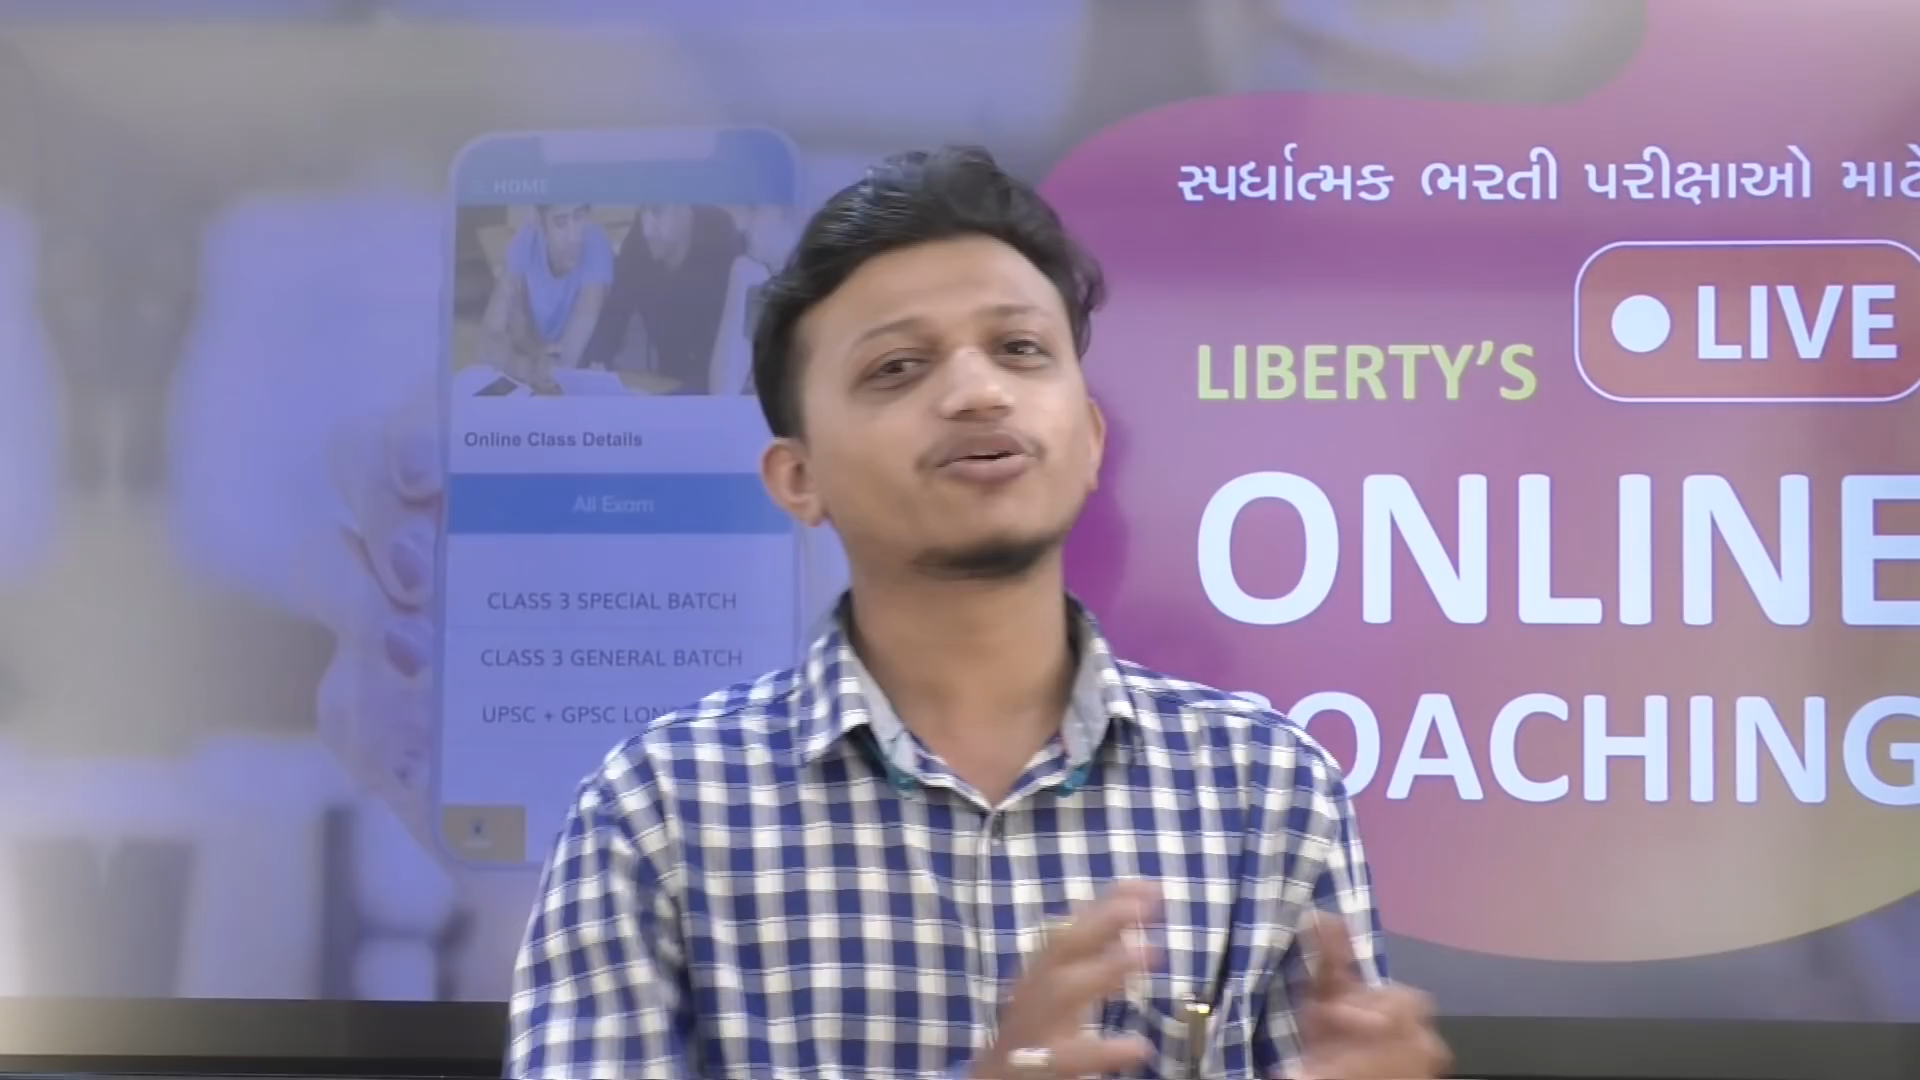 HOME
Online Class Details
All Exam
CLASS 3 SPECIAL BATCH
CLASS 3 GENERAL BATCH
UPSC + GPSC
સ્પર્ધાત્મક ભરતી પરીક્ષાઓ માટે
LIVE
LIBERTY'S
ONLINE
COACHING